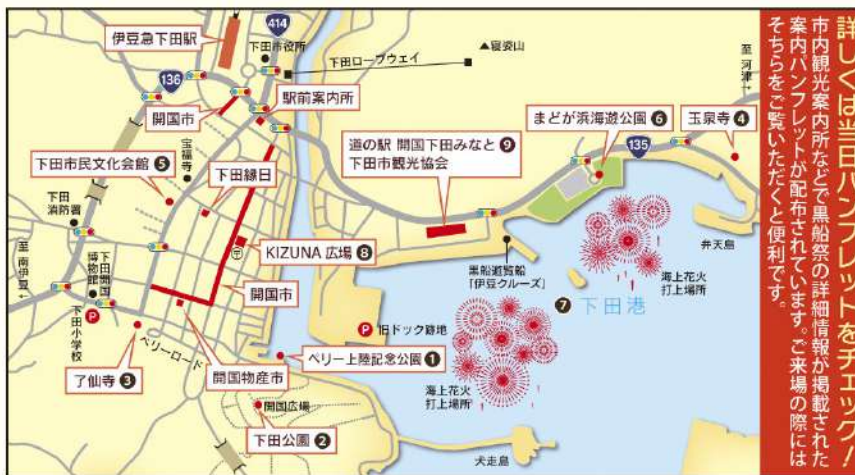 詳しくは当日パンフレットをチェック!
市内観光案内所などで黒船祭の詳細情報が掲載された
案内パンフレットが配布されています。ご来場の際には
そちらをご覧いただくと便利です。
伊豆急下田駅
414
下田市役所
下田ロープウェイ
▲寝姿山
至 河津↑
136
駅前案内所
開国市
まどが浜海遊公園 6
玉泉寺 4
135
下田市民文化会館 5
宝福寺
道の駅 開国下田みなと 9
下田市観光協会
下田縁日
下田
消防署
至 南伊豆↓
KIZUNA 広場 8
開国市
黒船遊覧船
「伊豆クルーズ」
海上花火
打上場所
弁天島
7
下田港
下田開国
博物館
P
下田小学校
P
旧ドック跡地
ペリーロード
了仙寺 3
開国物産市
ペリー上陸記念公園 1
海上花火
打上場所
開国広場
下田公園 2
犬走島